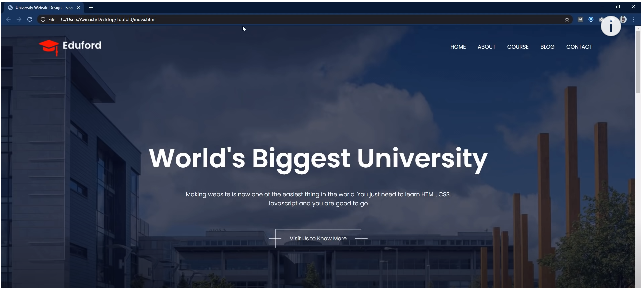 Eduford
HOME ABOUT COURSE BLOG CONTACT
World's Biggest University
Making website is now one of the easiest thing in the world. You just need to learn HTML, CSS,
Javascript and you are good to go.
Visit Us to Know More